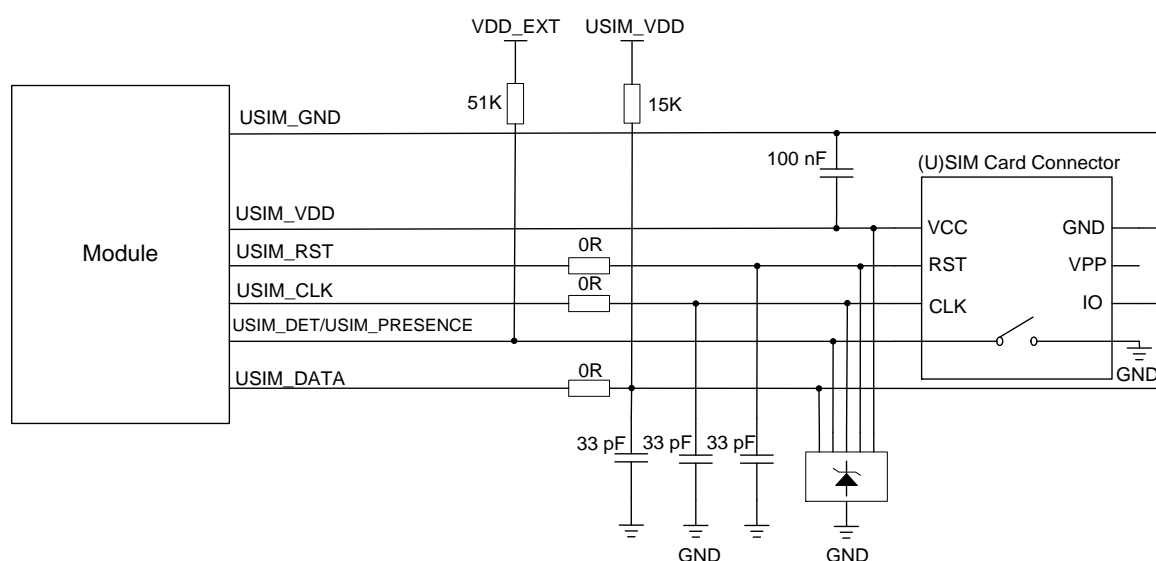 VDD_EXT
USIM_VDD
51K
15K
USIM_GND
100 nF
(U)SIM Card Connector
USIM_VDD
VCC
GND
Module
USIM_RST
0R
RST
VPP
USIM_CLK
0R
CLK
IO
USIM_DET/USIM_PRESENCE
GND
USIM_DATA
0R
33 pF
33 pF
33 pF
GND
GND